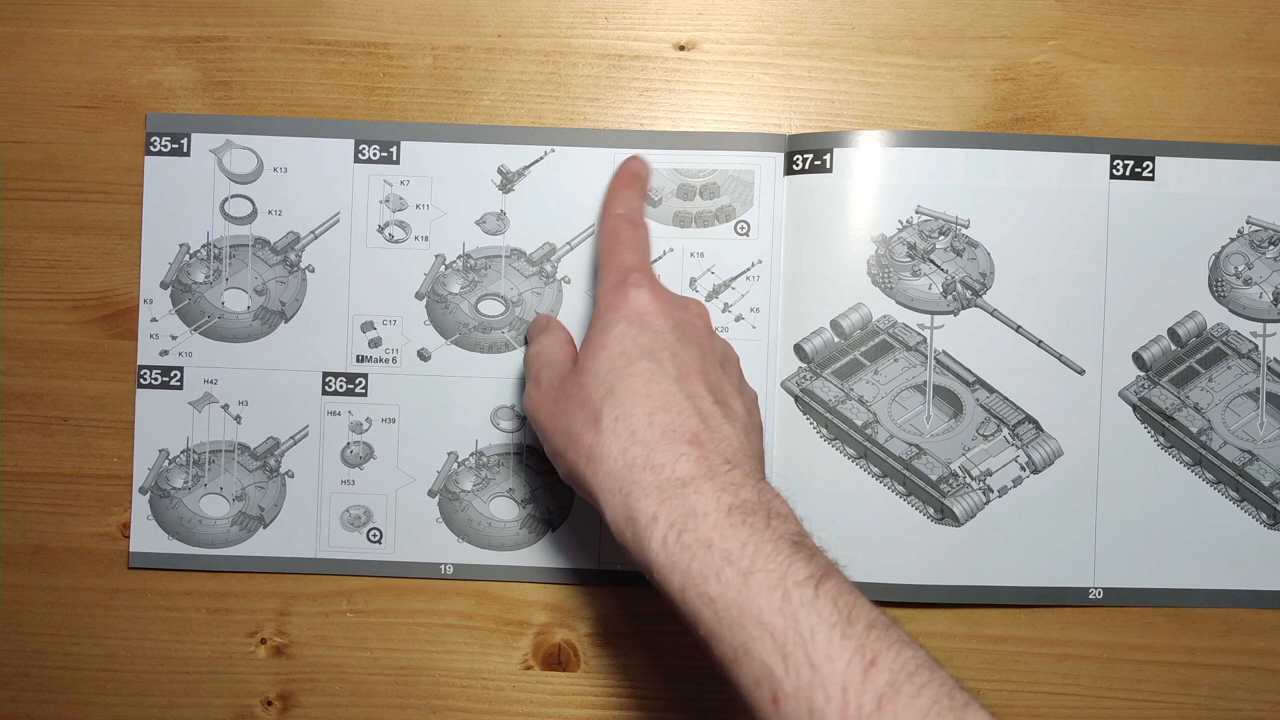 35-1
K13
K12
K9
K5
K10
36-1
K7
K11
K18
C17
C11
!Make 6
K16
K17
K6
K20
35-2
H42
H3
36-2
H64
H39
H53
19
37-1
37-2
20